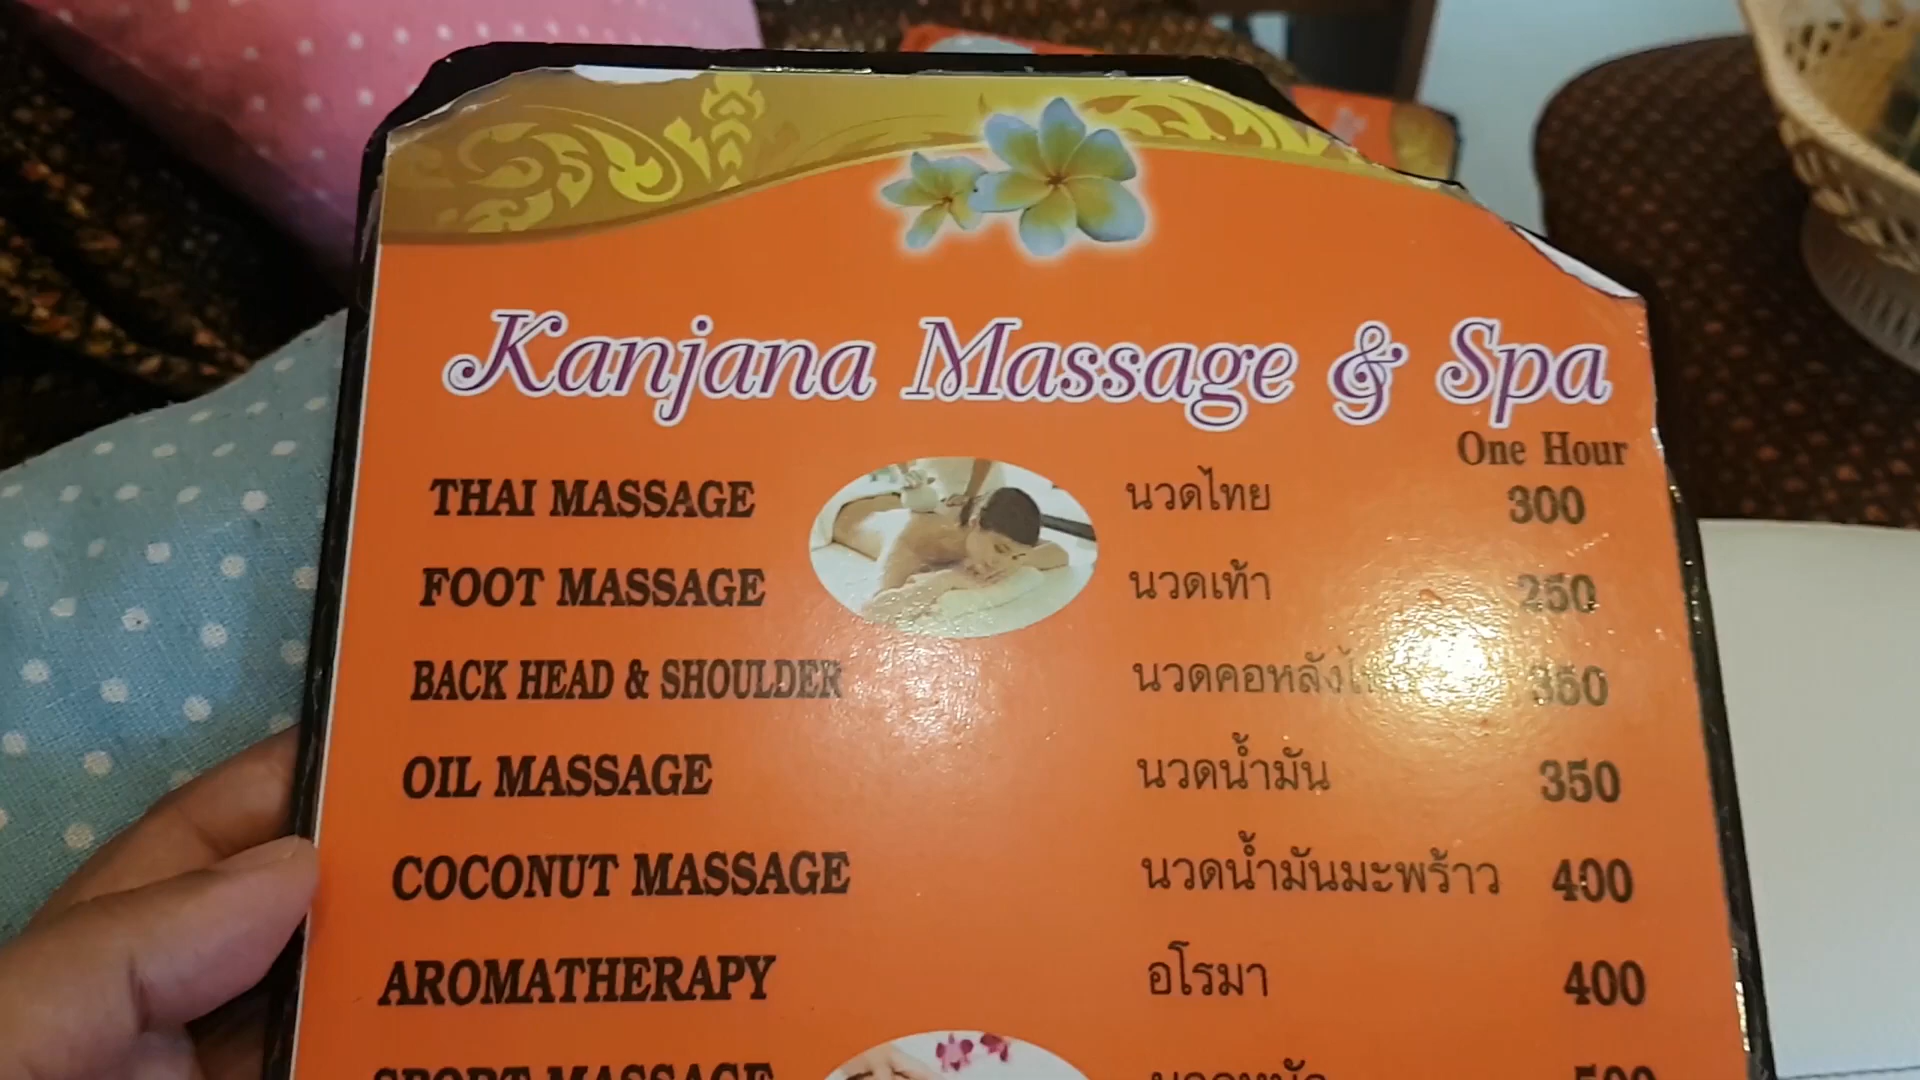 Kanjana Massage & Spa
One Hour
THAI MASSAGE นวดไทย 300
FOOT MASSAGE นวดเท้า 250
BACK HEAD & SHOULDER 350
OIL MASSAGE นวดน้ำมัน 350
COCONUT MASSAGE นวดน้ำมันมะพร้าว 400
AROMATHERAPY อโรมา 400
SPORT MASSAGE 500